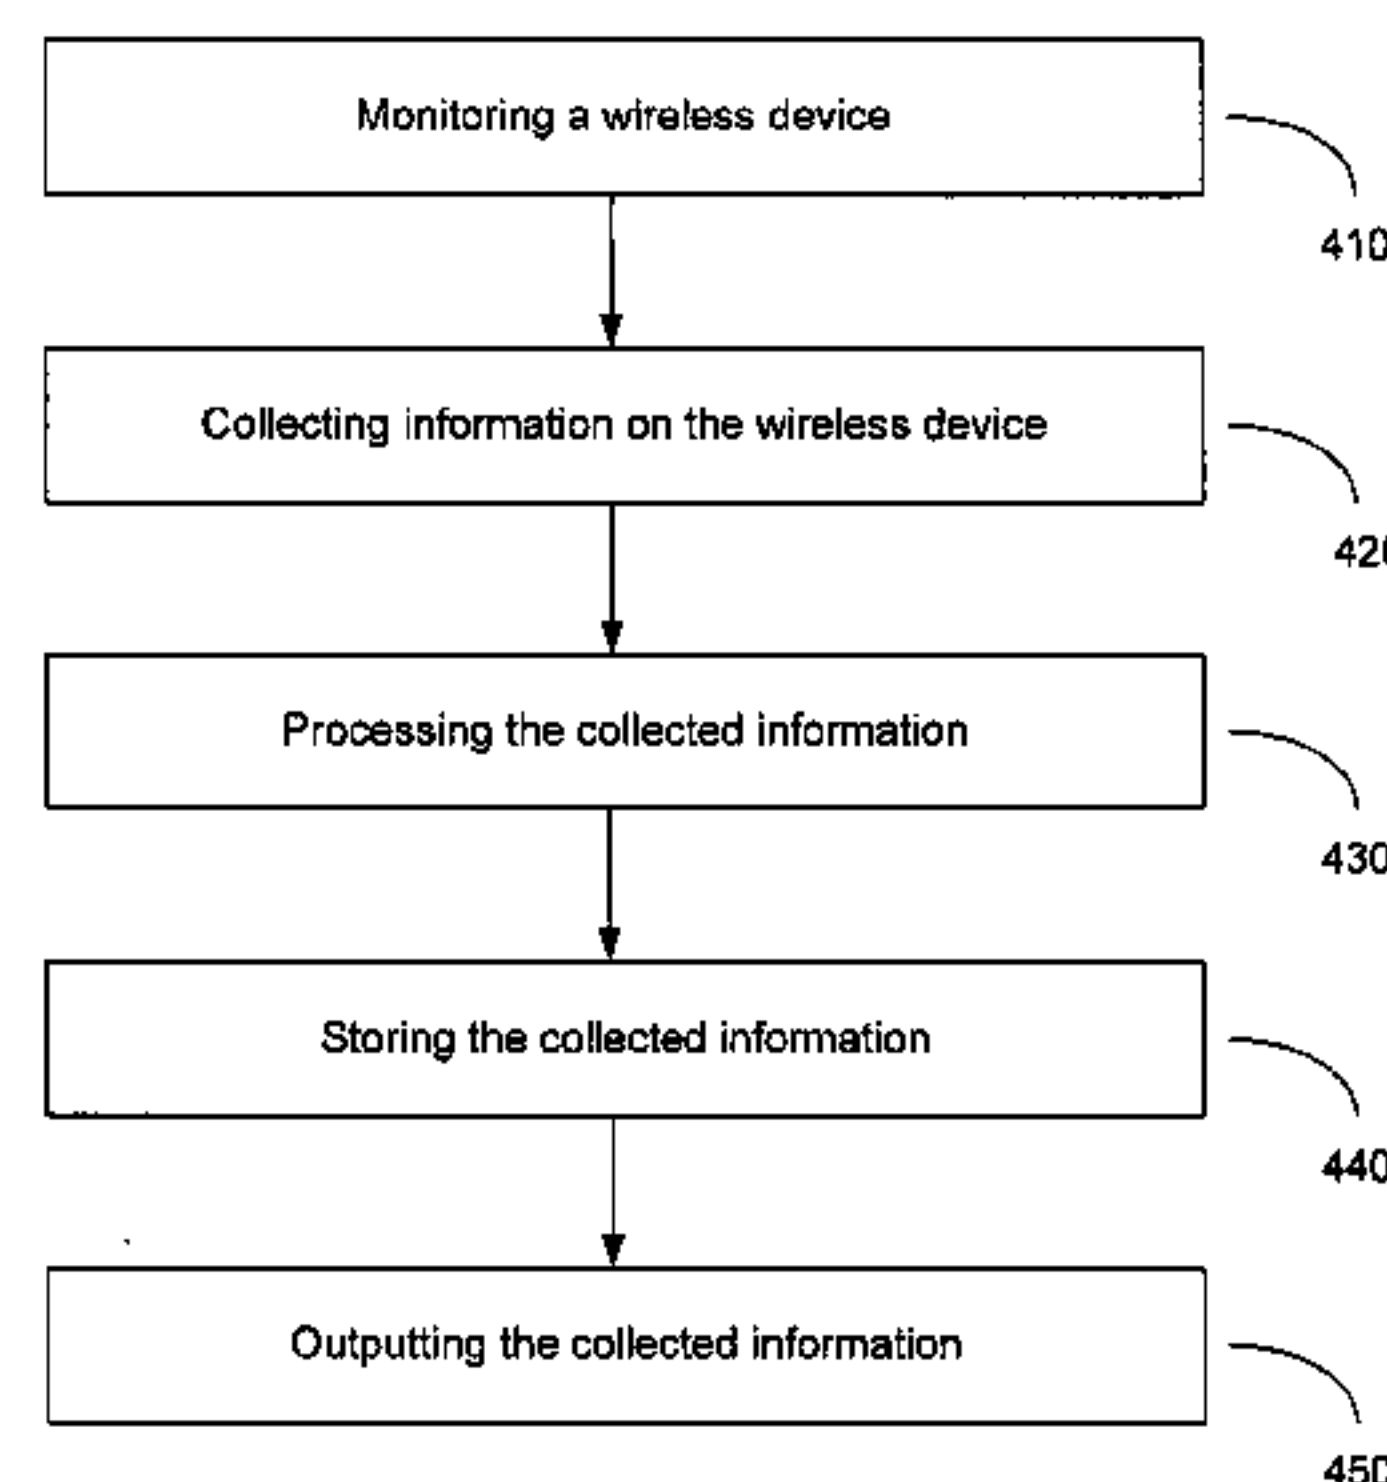 Monitoring a wireless device
410
Collecting information on the wireless device
420
Processing the collected information
430
Storing the collected information
440
Outputting the collected information
450